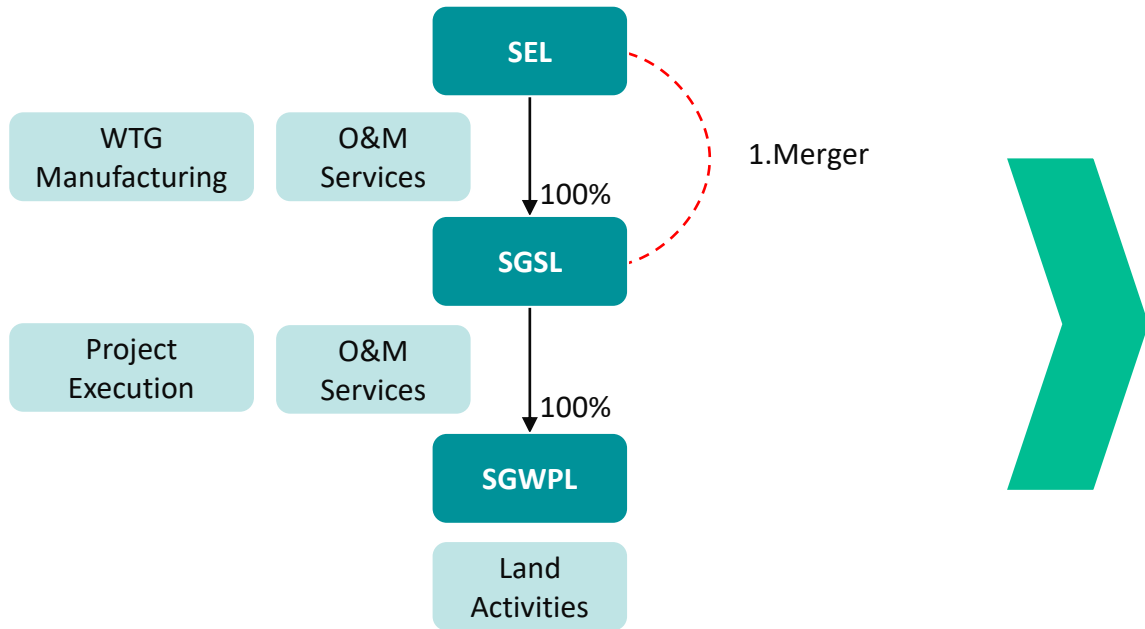 SEL
WTG
Manufacturing
O&M
Services
1.Merger
100%
SGSL
Project
Execution
O&M
Services
100%
SGWPL
Land
Activities